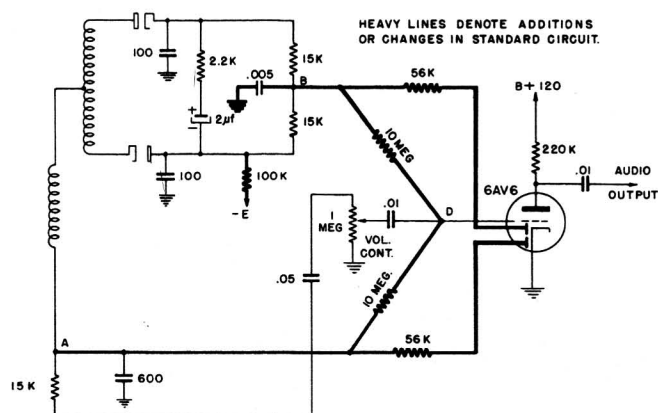 HEAVY LINES DENOTE ADDITIONS
OR CHANGES IN STANDARD CIRCUIT.
100
2.2K
15K
B
.005
56K
B+120
+
2µf
−
15K
10 MEG
220K
.01
AUDIO
OUTPUT
6AV6
100
100K
−E
1
MEG
.01
VOL.
CONT.
D
.05
10 MEG.
56K
A
15K
600